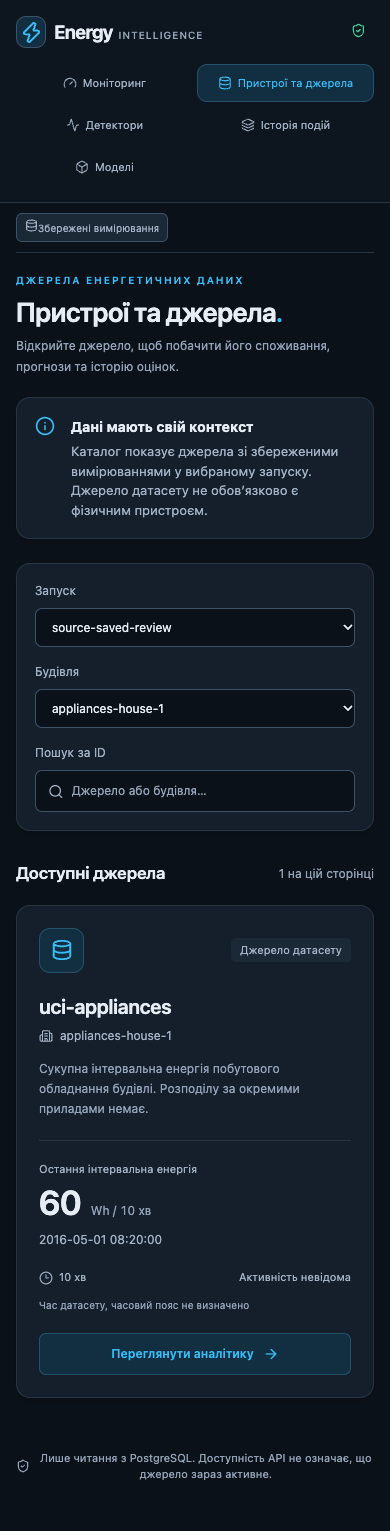 Energy INTELLIGENCE
Моніторинг
Пристрої та джерела
Детектори
Історія подій
Моделі
Збережені вимірювання
ДЖЕРЕЛА ЕНЕРГЕТИЧНИХ ДАНИХ
Пристрої та джерела.
Відкрийте джерело, щоб побачити його споживання,
прогнози та історію оцінок.
Дані мають свій контекст
Каталог показує джерела зі збереженими
вимірюваннями у вибраному запуску.
Джерело датасету не обов’язково є
фізичним пристроєм.
Запуск
source-saved-review
Будівля
appliances-house-1
Пошук за ID
Джерело або будівля...
Доступні джерела
1 на цій сторінці
Джерело датасету
uci-appliances
appliances-house-1
Сукупна інтервальна енергія побутового
обладнання будівлі. Розподілу за окремими
приладами немає.
Остання інтервальна енергія
60 Wh / 10 хв
2016-05-01 08:20:00
10 хв
Активність невідома
Час датасету, часовий пояс не визначено
Переглянути аналітику
Лише читання з PostgreSQL. Доступність API не означає, що
джерело зараз активне.